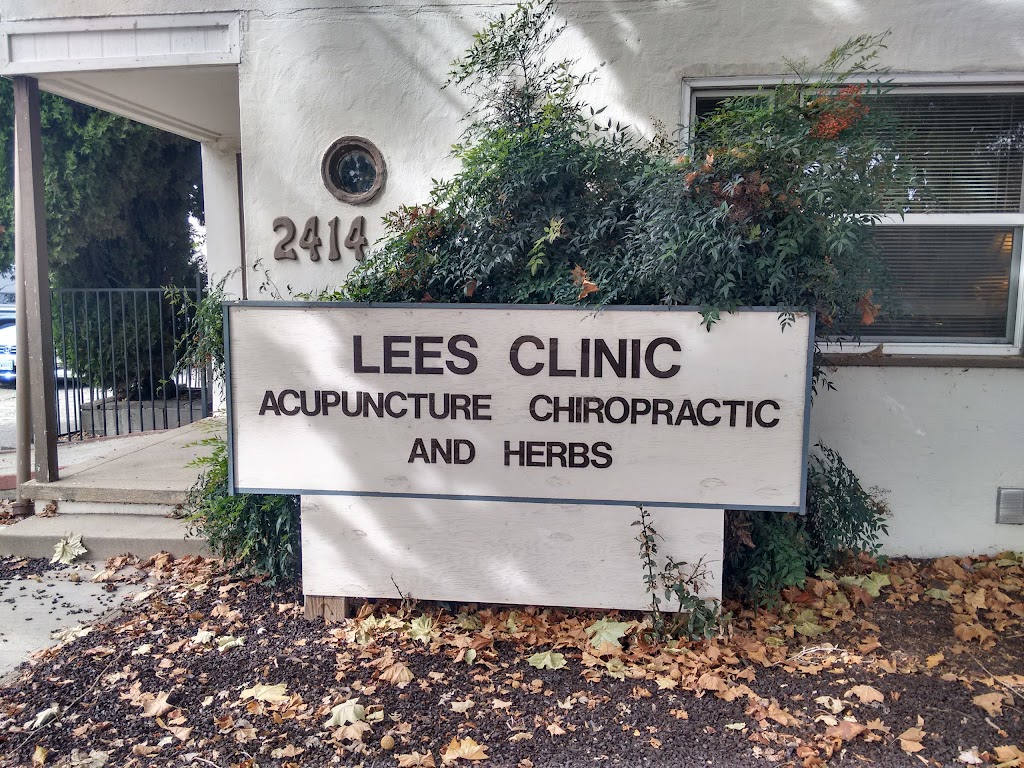 2414
LEES CLINIC
ACUPUNCTURE CHIROPRACTIC
AND HERBS